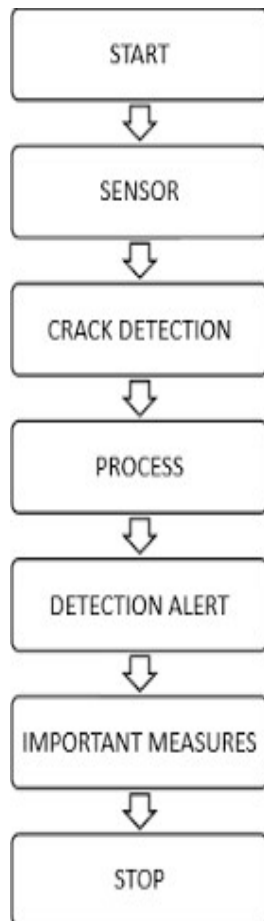 START
SENSOR
CRACK DETECTION
PROCESS
DETECTION ALERT
IMPORTANT MEASURES
STOP